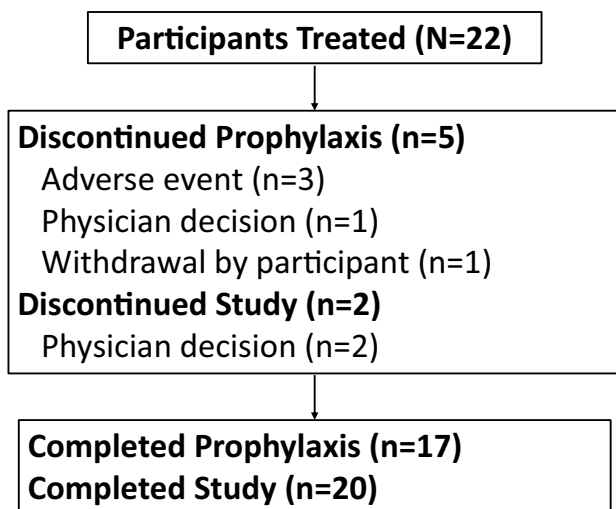 Participants Treated (N=22)
Discontinued Prophylaxis (n=5)
Adverse event (n=3)
Physician decision (n=1)
Withdrawal by participant (n=1)
Discontinued Study (n=2)
Physician decision (n=2)
Completed Prophylaxis (n=17)
Completed Study (n=20)